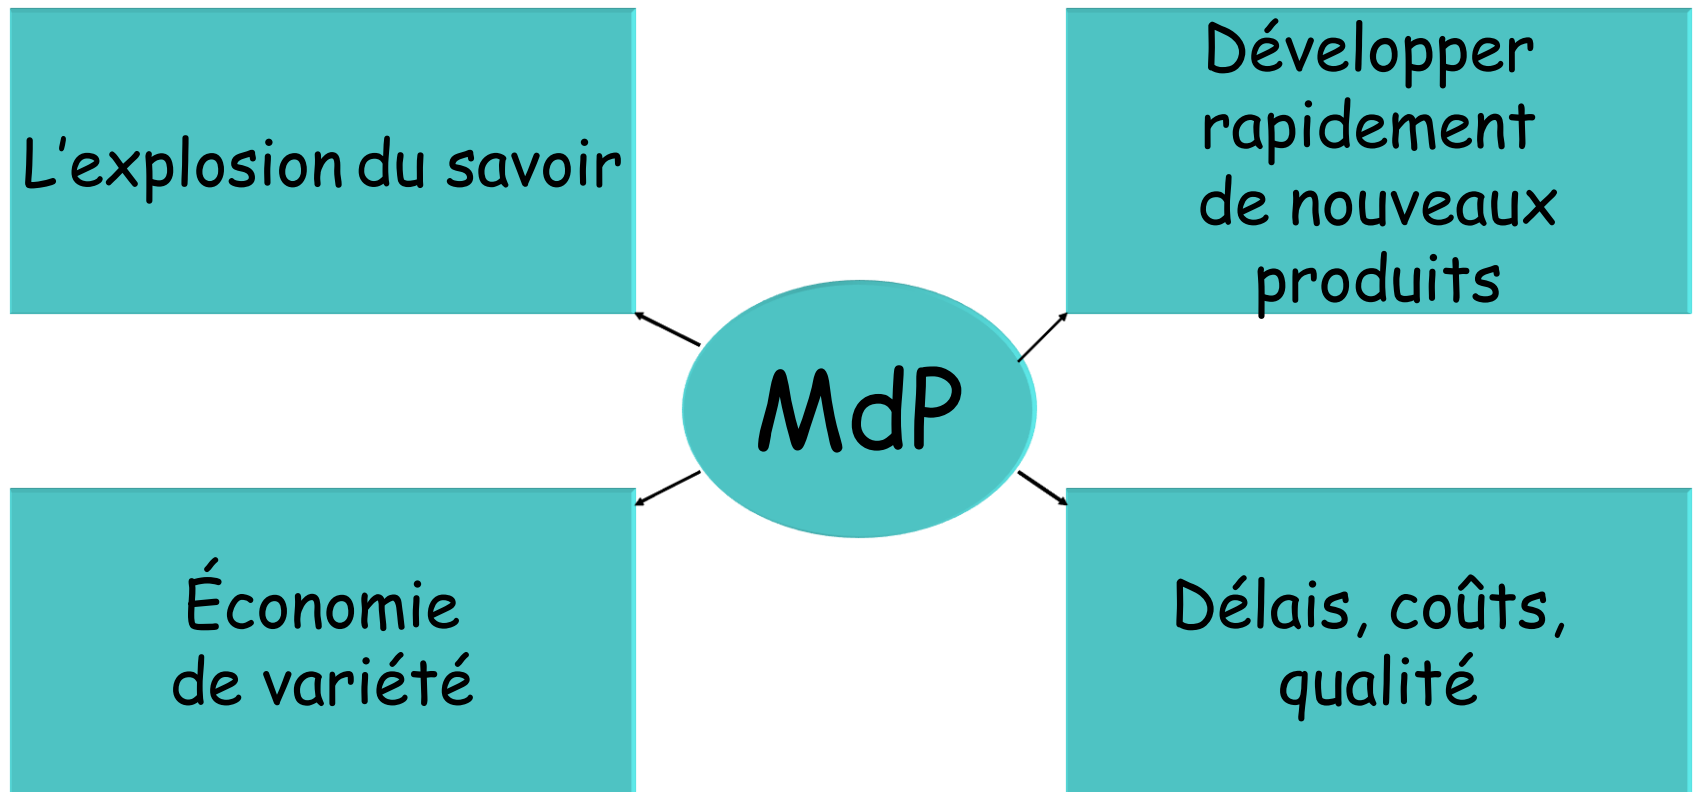 L’explosion du savoir
Développer
rapidement
de nouveaux
produits
MdP
Économie
de variété
Délais, coûts,
qualité